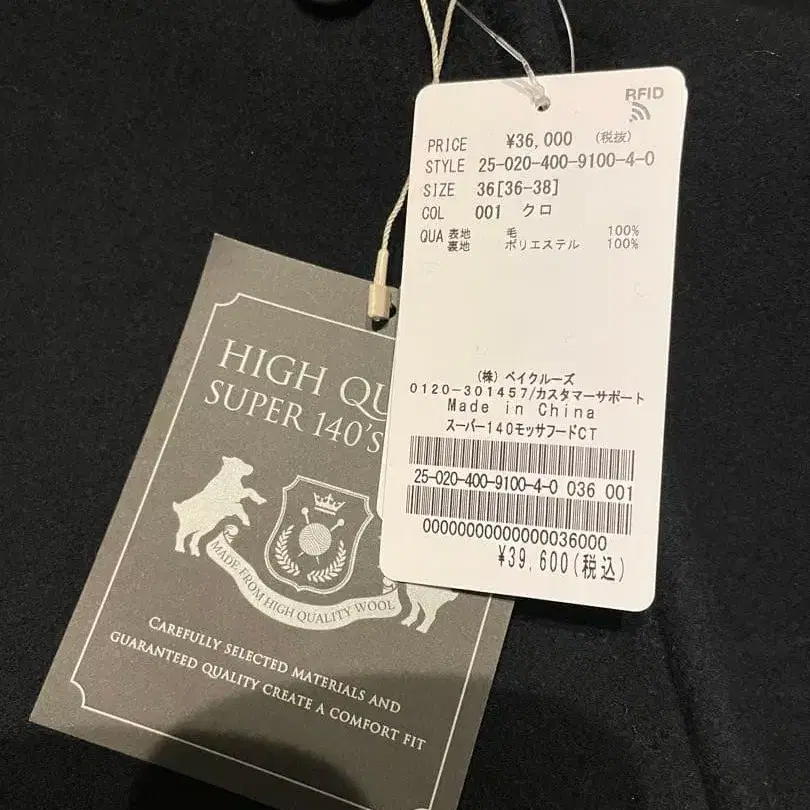 RFID
PRICE ¥36,000 (税抜)
STYLE 25-020-400-9100-4-0
SIZE 36[36-38]
COL 001 クロ
QUA 表地 毛 100%
裏地 ポリエステル 100%
(株) ベイクルーズ
0120-301457/カスタマーサポート
Made in China
スーパー140モッサフードCT
25-020-400-9100-4-0 036 001
00000000000000036000
¥39,600(税込)
HIGH QU
SUPER 140's
MADE FROM HIGH QUALITY WOOL
CAREFULLY SELECTED MATERIALS AND
GUARANTEED QUALITY CREATE A COMFORT FIT